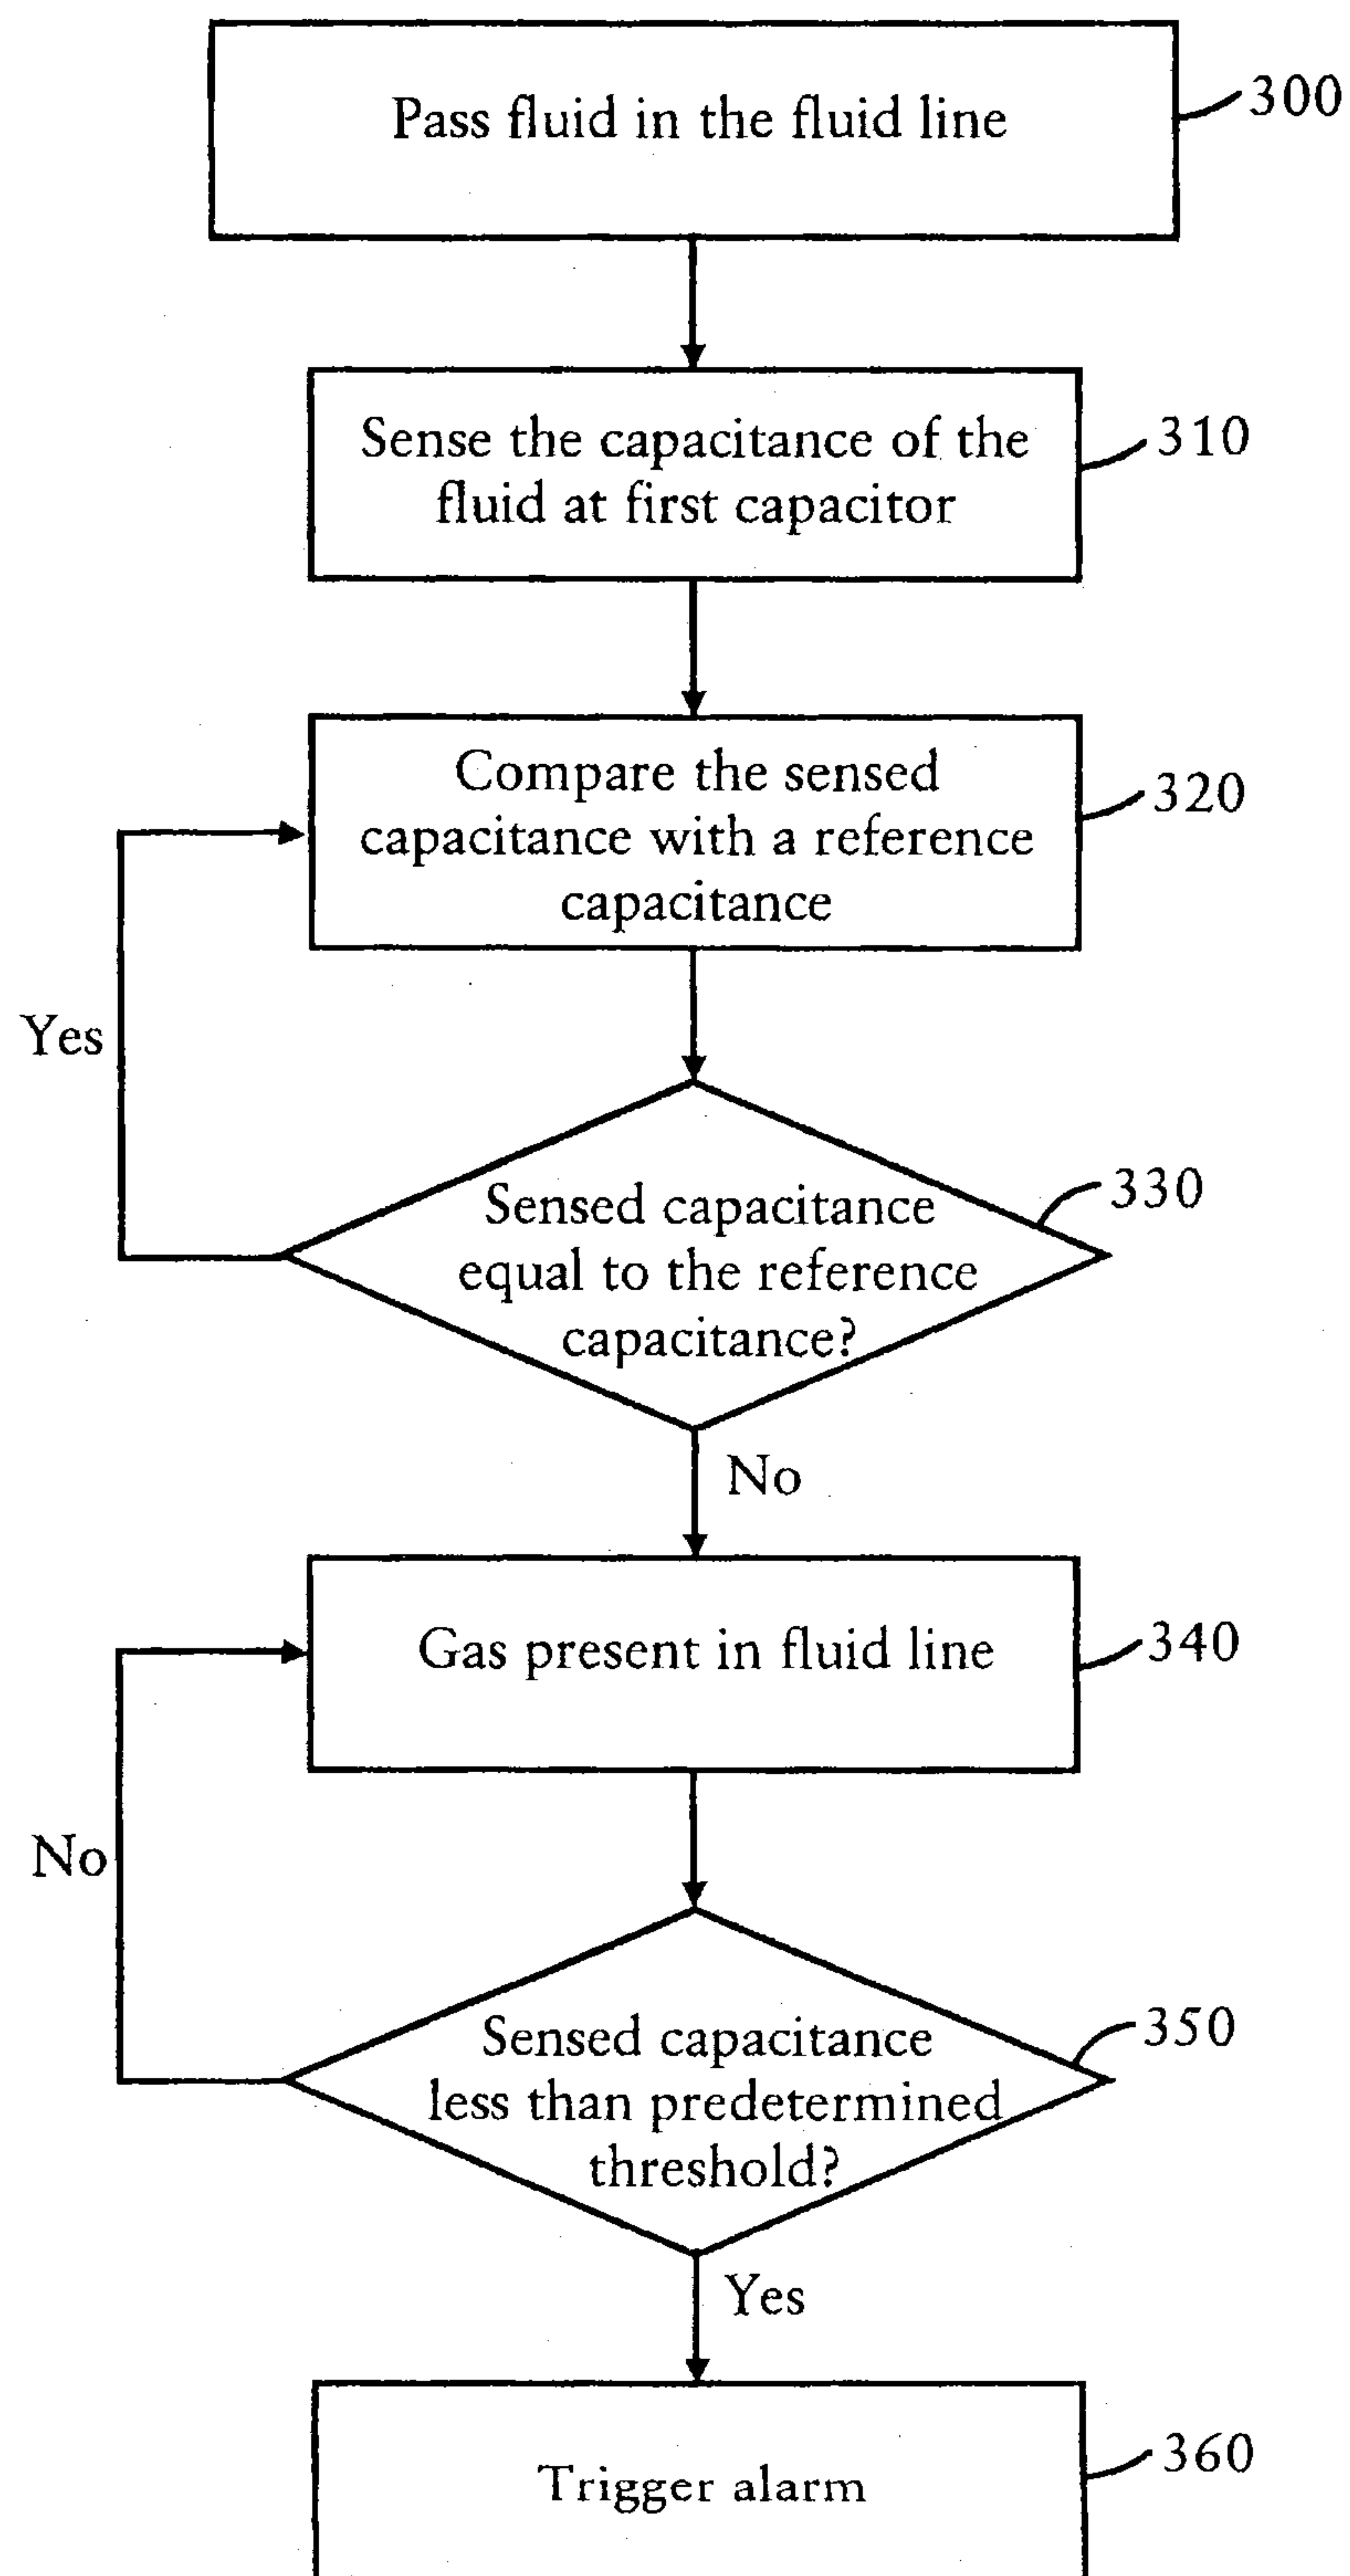 Pass fluid in the fluid line
300
Sense the capacitance of the
fluid at first capacitor
310
Compare the sensed
capacitance with a reference
capacitance
320
Yes
Sensed capacitance
equal to the reference
capacitance?
330
No
Gas present in fluid line
340
No
Sensed capacitance
less than predetermined
threshold?
350
Yes
Trigger alarm
360